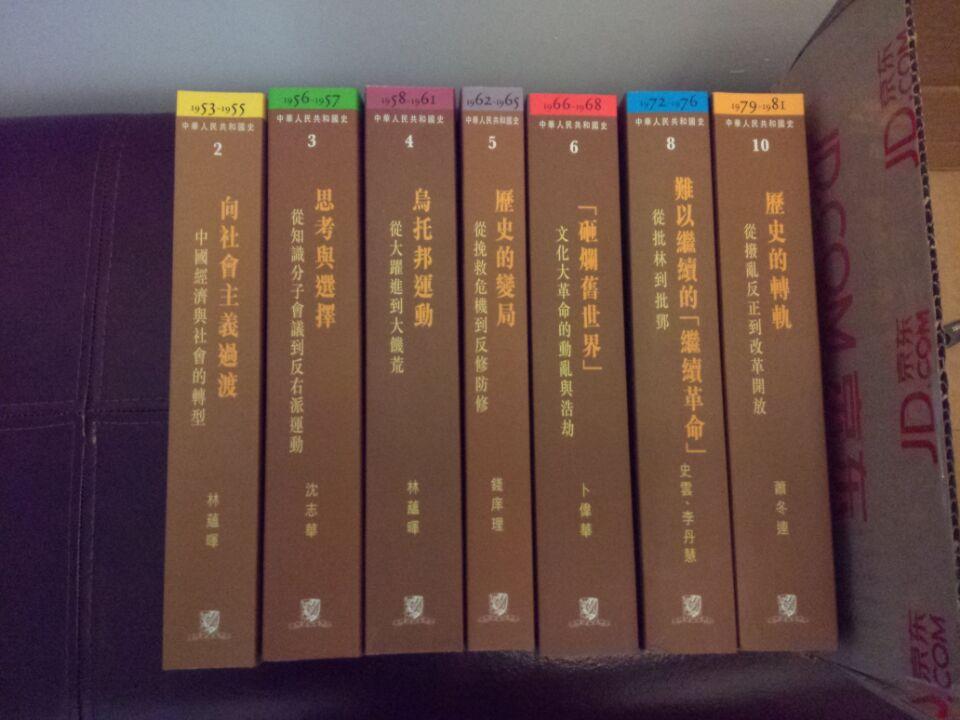 1953-1955
中華人民共和國史
2
向社會主義過渡
中國經濟與社會的轉型
林蘊暉
1956-1957
中華人民共和國史
3
思考與選擇
從知識分子會議到反右派運動
沈志華
1958-1961
中華人民共和國史
4
烏托邦運動
從大躍進到大饑荒
林蘊暉
1962-1965
中華人民共和國史
5
歷史的變局
從挽救危機到反修防修
錢庠理
1966-1968
中華人民共和國史
6
「砸爛舊世界」
文化大革命的動亂與浩劫
卜偉華
1972-1976
中華人民共和國史
8
難以繼續的「繼續革命」
從批林到批鄧
史雲、李丹慧
1979-1981
中華人民共和國史
10
歷史的轉軌
從撥亂反正到改革開放
蕭冬連
京东
JD.COM
京东
JD.COM
京东
JD.COM